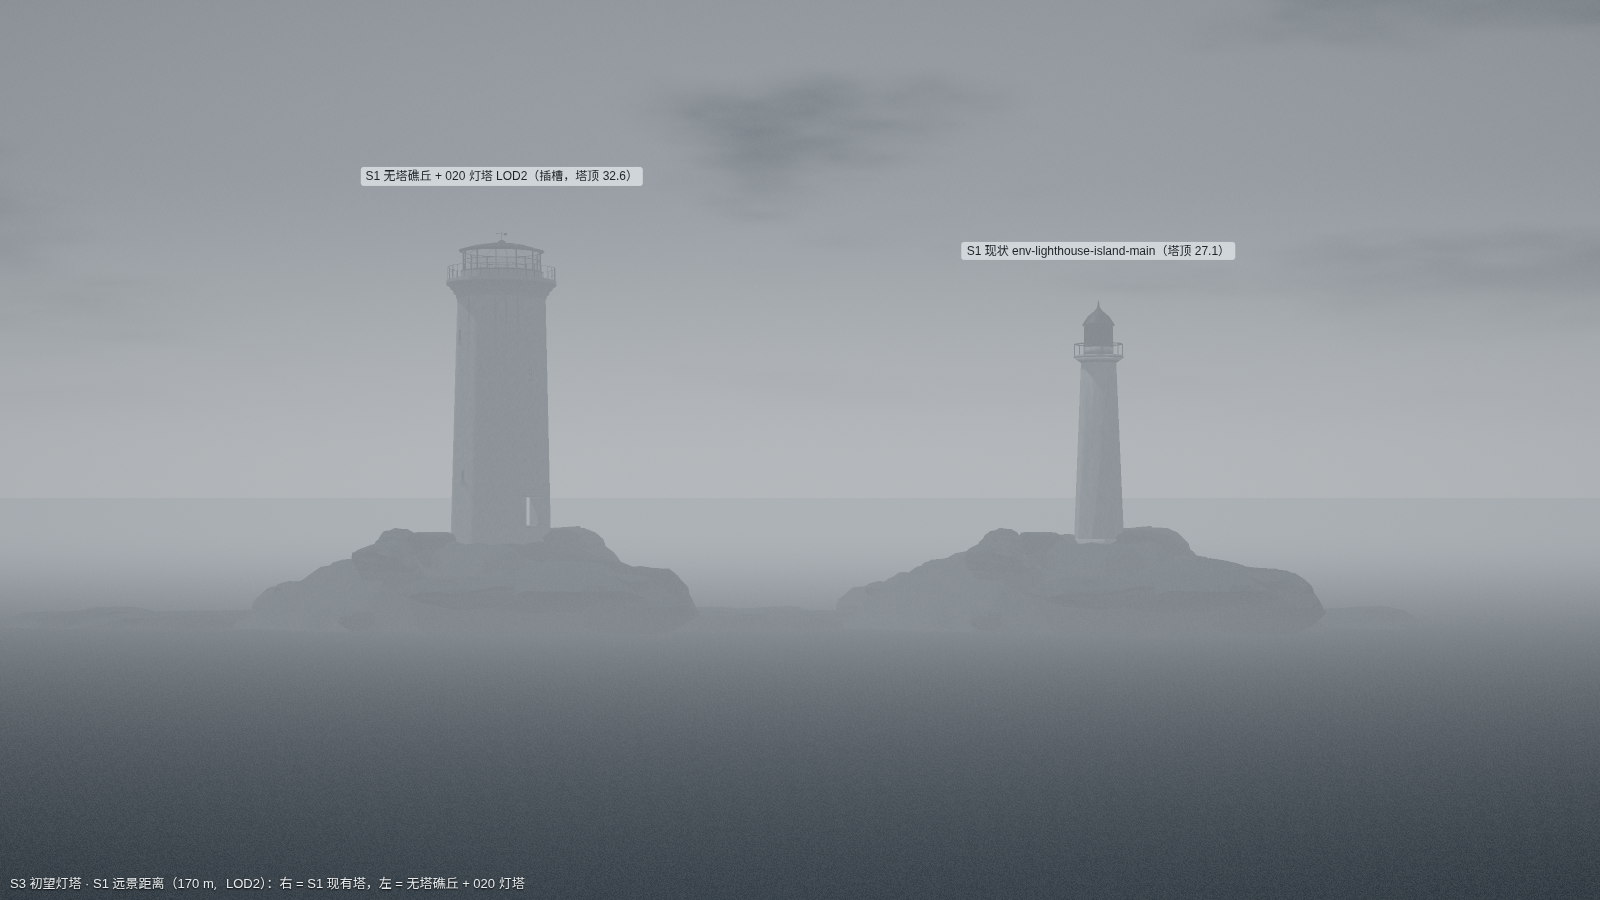 S1 无塔礁丘 + 020 灯塔 LOD2（插槽，塔顶 32.6）
S1 现状 env-lighthouse-island-main（塔顶 27.1）
S3 初望灯塔 · S1 远景距离（170 m，LOD2）：右 = S1 现有塔，左 = 无塔礁丘 + 020 灯塔